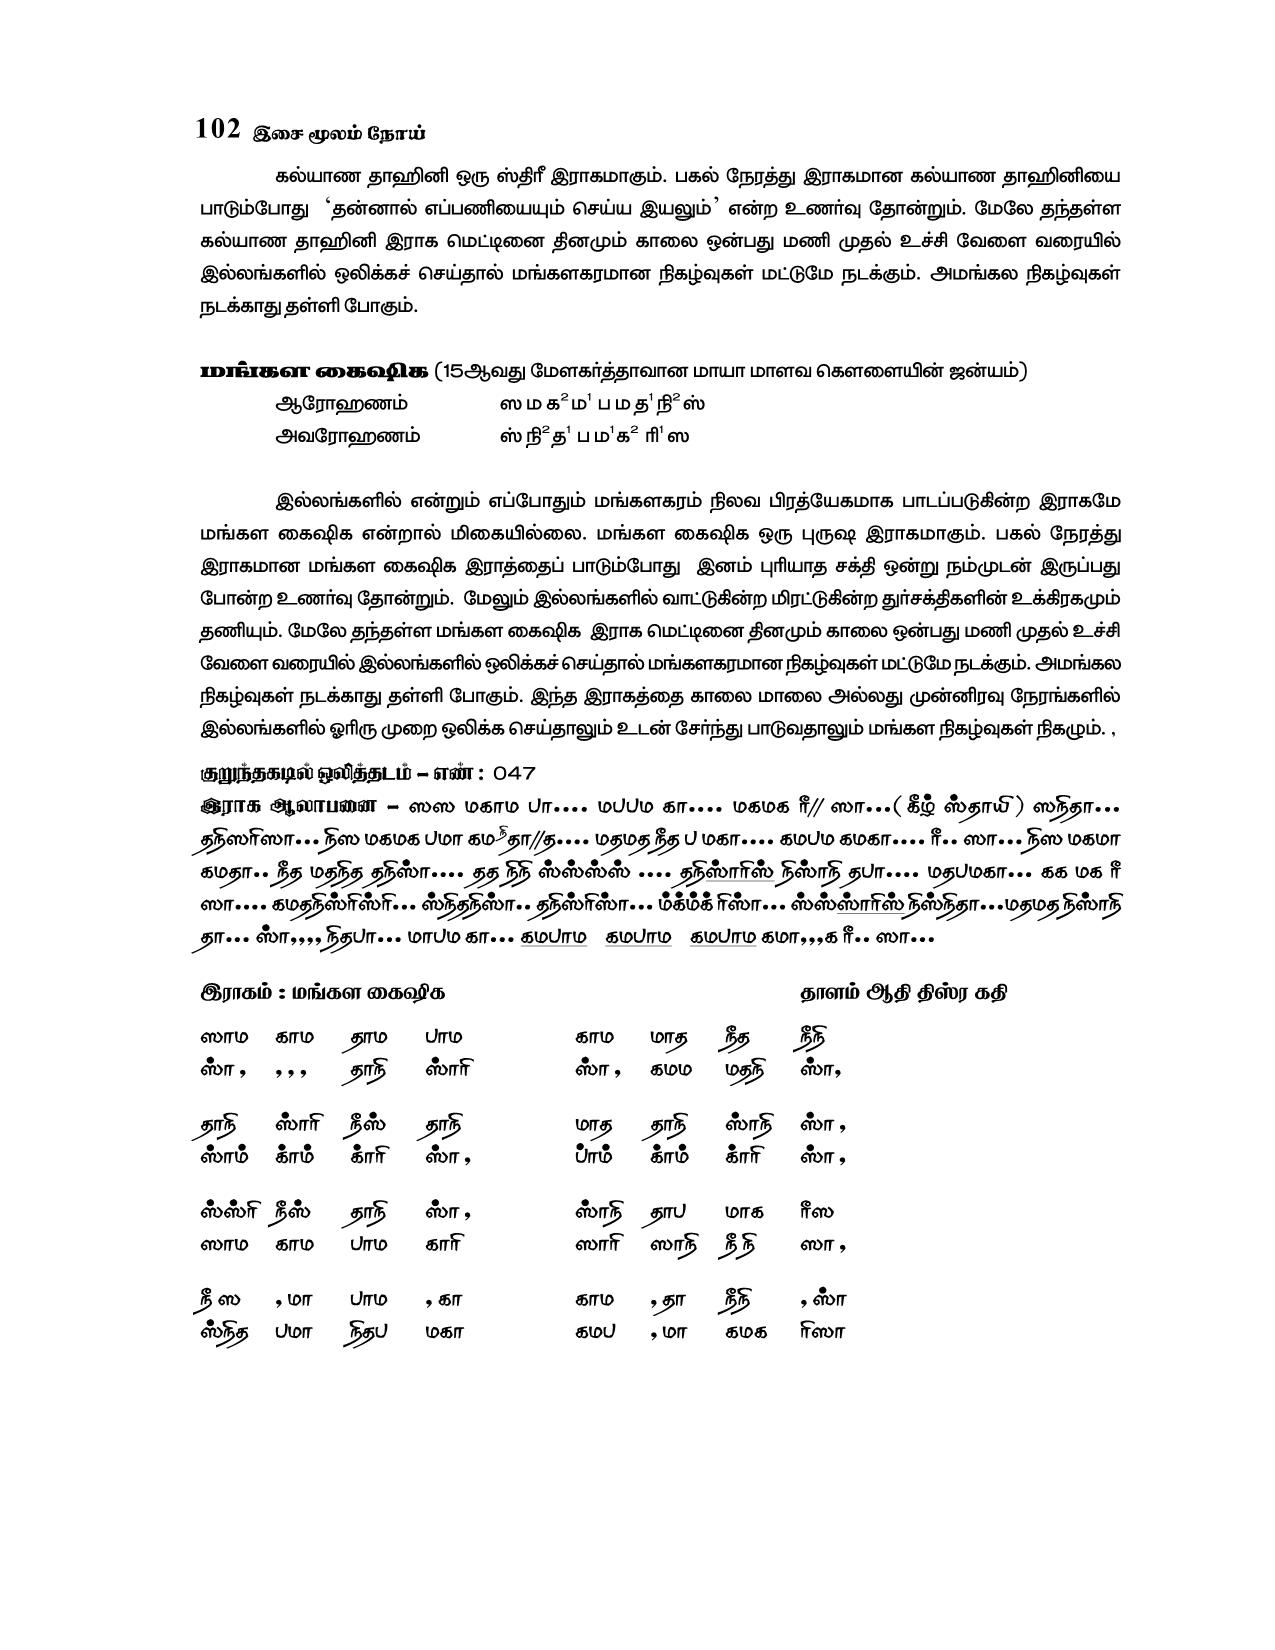 102 இசை மூலம் நோய்
கல்யாண தாஹினி ஒரு ஸ்திரீ இராகமாகும். பகல் நேரத்து இராகமான கல்யாண தாஹினியை
பாடும்போது ‘தன்னால் எப்பணியையும் செய்ய இயலும்’ என்ற உணர்வு தோன்றும். மேலே தந்தள்ள
கல்யாண தாஹினி இராக மெட்டினை தினமும் காலை ஒன்பது மணி முதல் உச்சி வேளை வரையில்
இல்லங்களில் ஒலிக்கச் செய்தால் மங்களகரமான நிகழ்வுகள் மட்டுமே நடக்கும். அமங்கல நிகழ்வுகள்
நடக்காது தள்ளி போகும்.
மங்கள கைஷிக (15ஆவது மேளகர்த்தாவான மாயா மாளவ கௌளையின் ஜன்யம்)
ஆரோஹணம் ஸ ம க² ம¹ ப ம த¹ நி² ஸ்
அவரோஹணம் ஸ் நி² த¹ ப ம¹ க² ரி¹ ஸ
இல்லங்களில் என்றும் எப்போதும் மங்களகரம் நிலவ பிரத்யேகமாக பாடப்படுகின்ற இராகமே
மங்கள கைஷிக என்றால் மிகையில்லை. மங்கள கைஷிக ஒரு புருஷ இராகமாகும். பகல் நேரத்து
இராகமான மங்கள கைஷிக இராத்தைப் பாடும்போது இனம் புரியாத சக்தி ஒன்று நம்முடன் இருப்பது
போன்ற உணர்வு தோன்றும். மேலும் இல்லங்களில் வாட்டுகின்ற மிரட்டுகின்ற துர்சக்திகளின் உக்கிரகமும்
தணியும். மேலே தந்தள்ள மங்கள கைஷிக இராக மெட்டினை தினமும் காலை ஒன்பது மணி முதல் உச்சி
வேளை வரையில் இல்லங்களில் ஒலிக்கச் செய்தால் மங்களகரமான நிகழ்வுகள் மட்டுமே நடக்கும். அமங்கல
நிகழ்வுகள் நடக்காது தள்ளி போகும். இந்த இராகத்தை காலை மாலை அல்லது முன்னிரவு நேரங்களில்
இல்லங்களில் ஓரிரு முறை ஒலிக்க செய்தாலும் உடன் சேர்ந்து பாடுவதாலும் மங்கள நிகழ்வுகள் நிகழும். ,
குறுந்தகடில் ஒலித்தடம் – எண் : 047
இராக ஆலாபனை – ஸஸ மகாம பா.... மபபம கா.... மகமக ரீ// ஸா...( கீழ் ஸ்தாயி ) ஸநிதா...
தநிஸரிஸா... நிஸ மகமக பமா கமநிதா//த.... மதமத நீத ப மகா.... கமபம கமகா.... ரீ.. ஸா... நிஸ மகமா
கமதா.. நீத மதநித தநிஸ்ா.... தத நிநி ஸ்ஸ்ஸ்ஸ் .... தநிஸ்ாரிஸ் நிஸ்ாநி தபா.... மதபமகா... கக மக ரீ
ஸா.... கமதநிஸ்ரிஸ்ரி... ஸ்நிதநிஸ்ா.. தநிஸ்ரிஸ்ா... ம்க்ம்க் ரிஸ்ா... ஸ்ஸ்ஸ்ாரிஸ் நிஸ்நிதா...மதமத நிஸ்ாநி
தா... ஸ்ா,,,, நிதபா... மாபம கா... கமபாம கமபாம கமபாம கமா,,,க ரீ.. ஸா...
இராகம் : மங்கள கைஷிக தாளம் ஆதி திஸ்ர கதி
ஸாம காம தாம பாம காம மாத நீத நீநி
ஸ்ா , , , , தாநி ஸ்ாரி ஸ்ா , கமம மதநி ஸ்ா,
தாநி ஸ்ாரி நீஸ் தாநி மாத தாநி ஸ்ாநி ஸ்ா ,
ஸ்ாம் க்ாம் க்ாரி ஸ்ா , ப்ாம் க்ாம் க்ாரி ஸ்ா ,
ஸ்ஸ்ரி நீஸ் தாநி ஸ்ா , ஸ்ாநி தாப மாக ரீஸ
ஸாம காம பாம காரி ஸாரி ஸாநி நீநி ஸா ,
நீஸ , மா பாம , கா காம , தா நீநி , ஸ்ா
ஸ்நித பமா நிதப மகா கமப , மா கமக ரிஸா